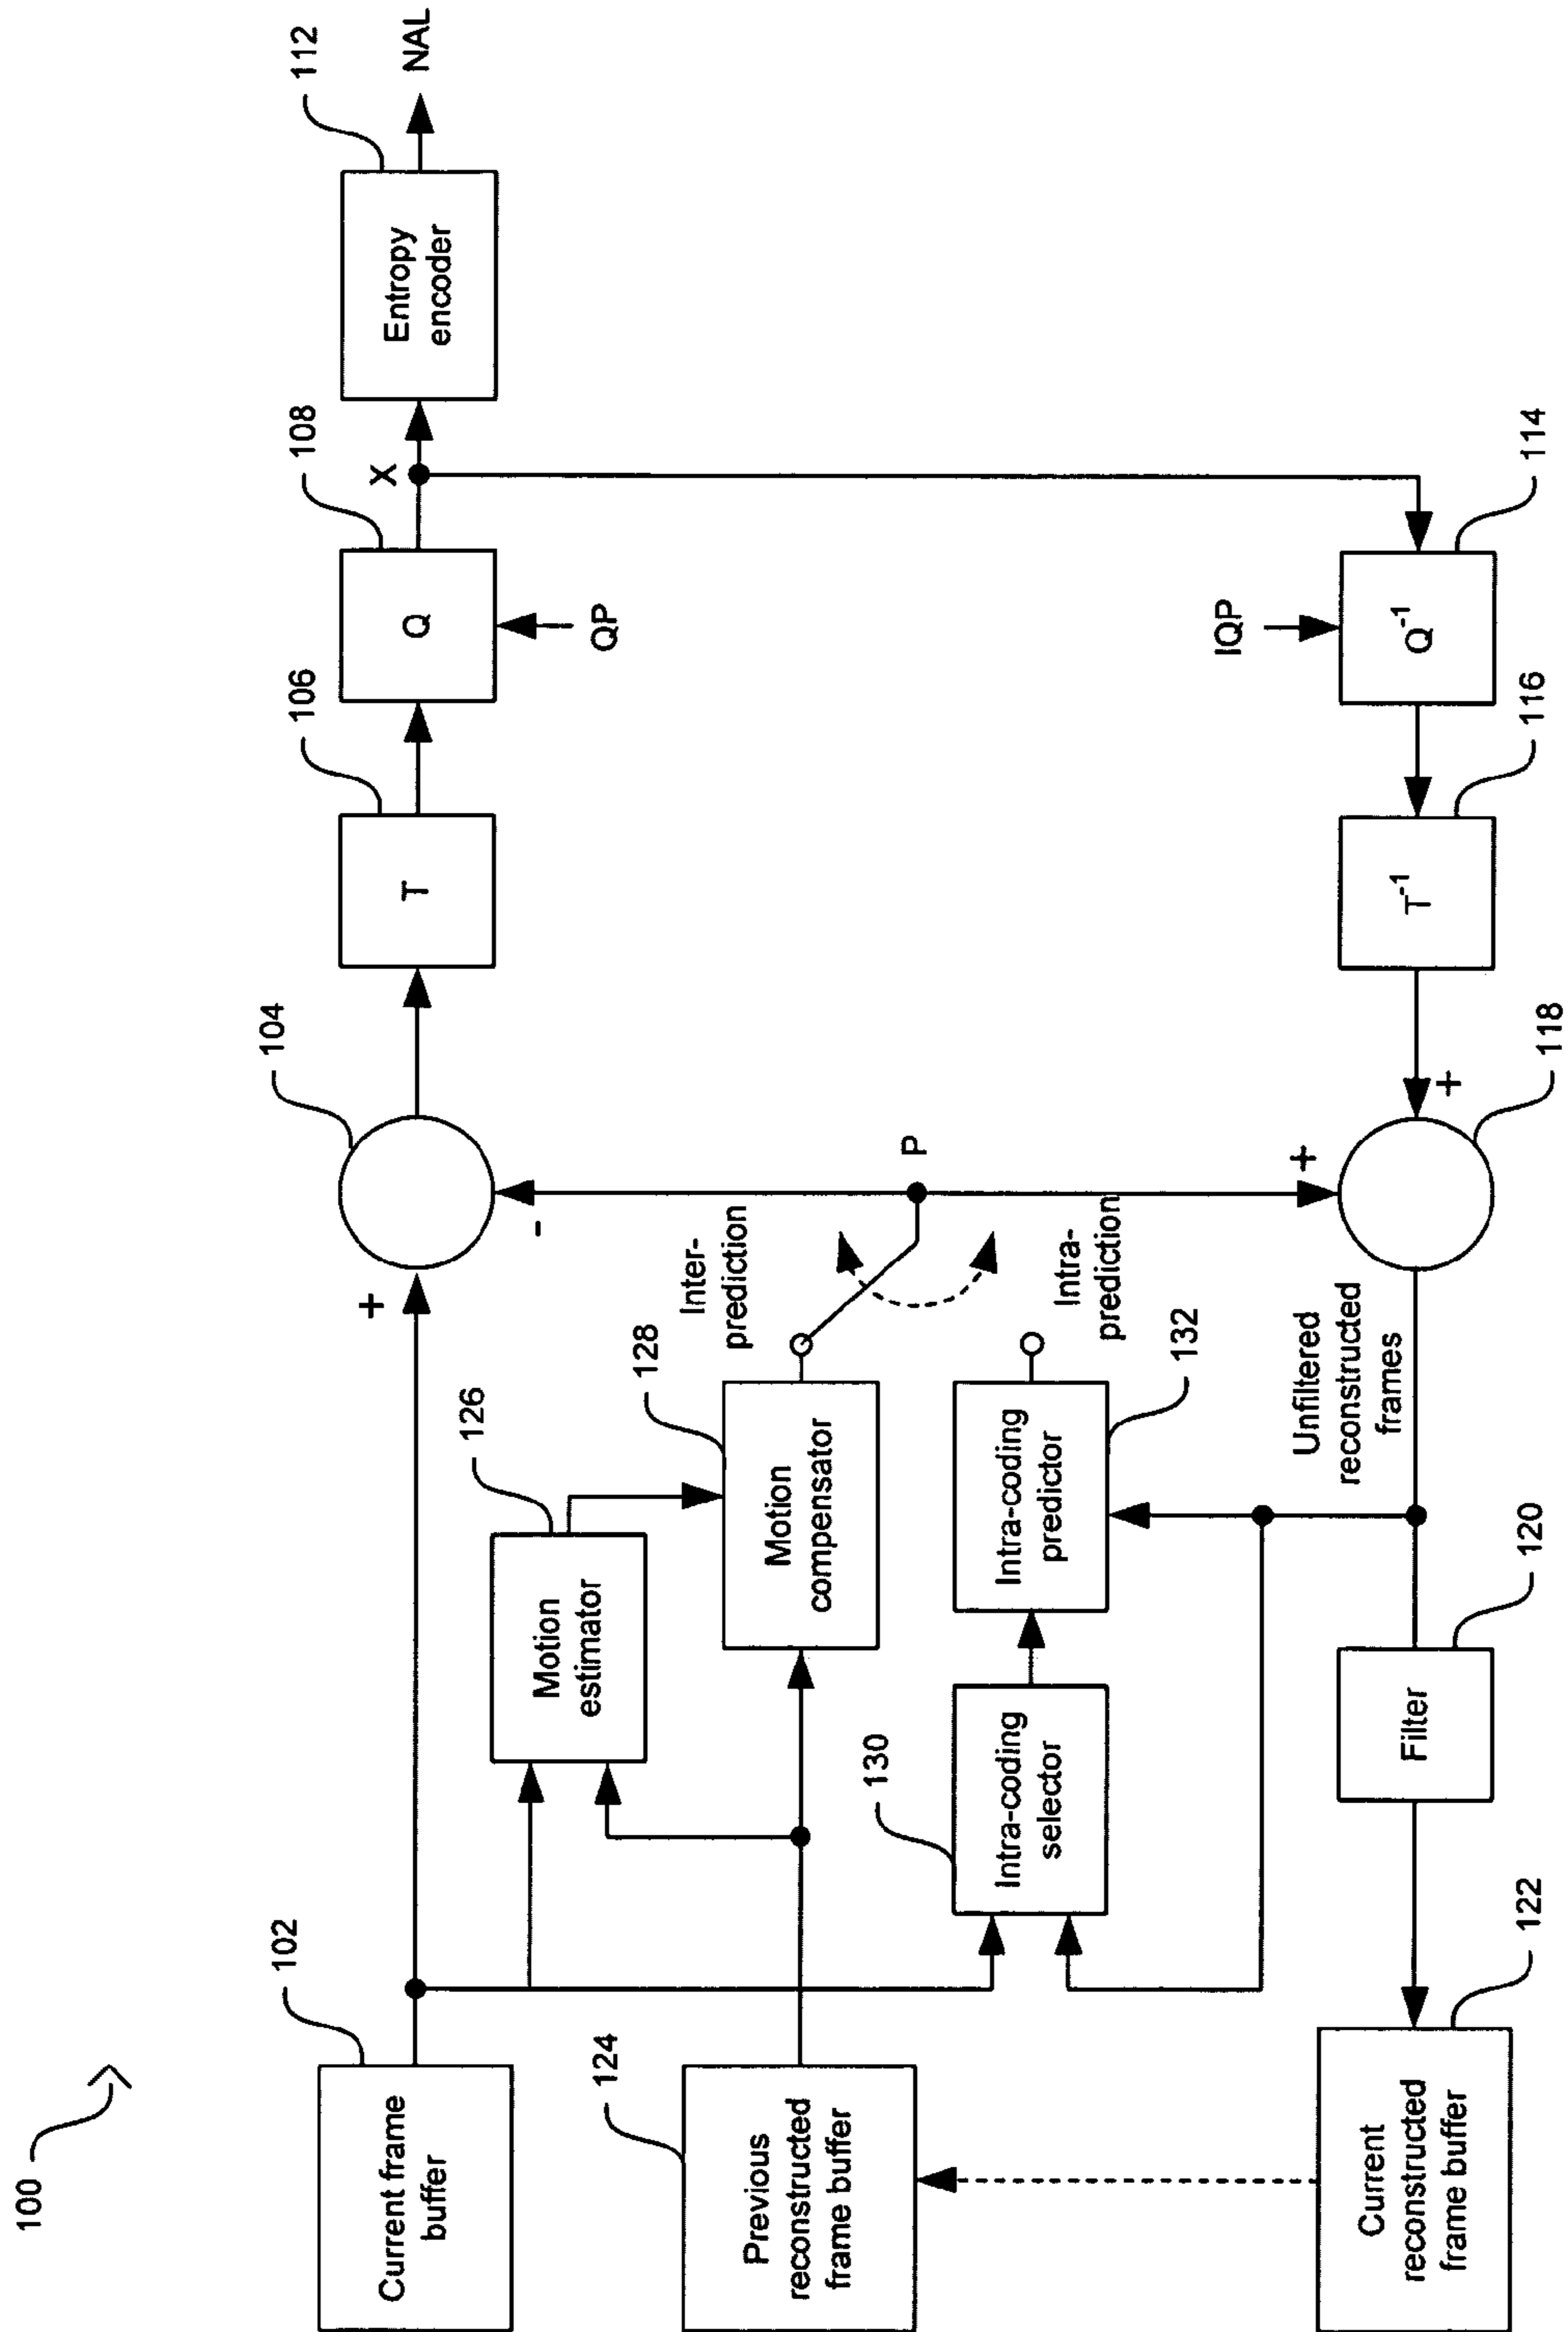 100
102
Current frame
buffer
+
104
-
106
T
108
Q
QP
X
112
Entropy
encoder
NAL
124
Previous
reconstructed
frame buffer
126
Motion
estimator
128
Motion
compensator
Inter-
prediction
P
130
Intra-coding
selector
132
Intra-coding
predictor
Intra-
prediction
122
Current
reconstructed
frame buffer
120
Filter
Unfiltered
reconstructed
frames
118
+
+
116
T-1
114
Q-1
IQP